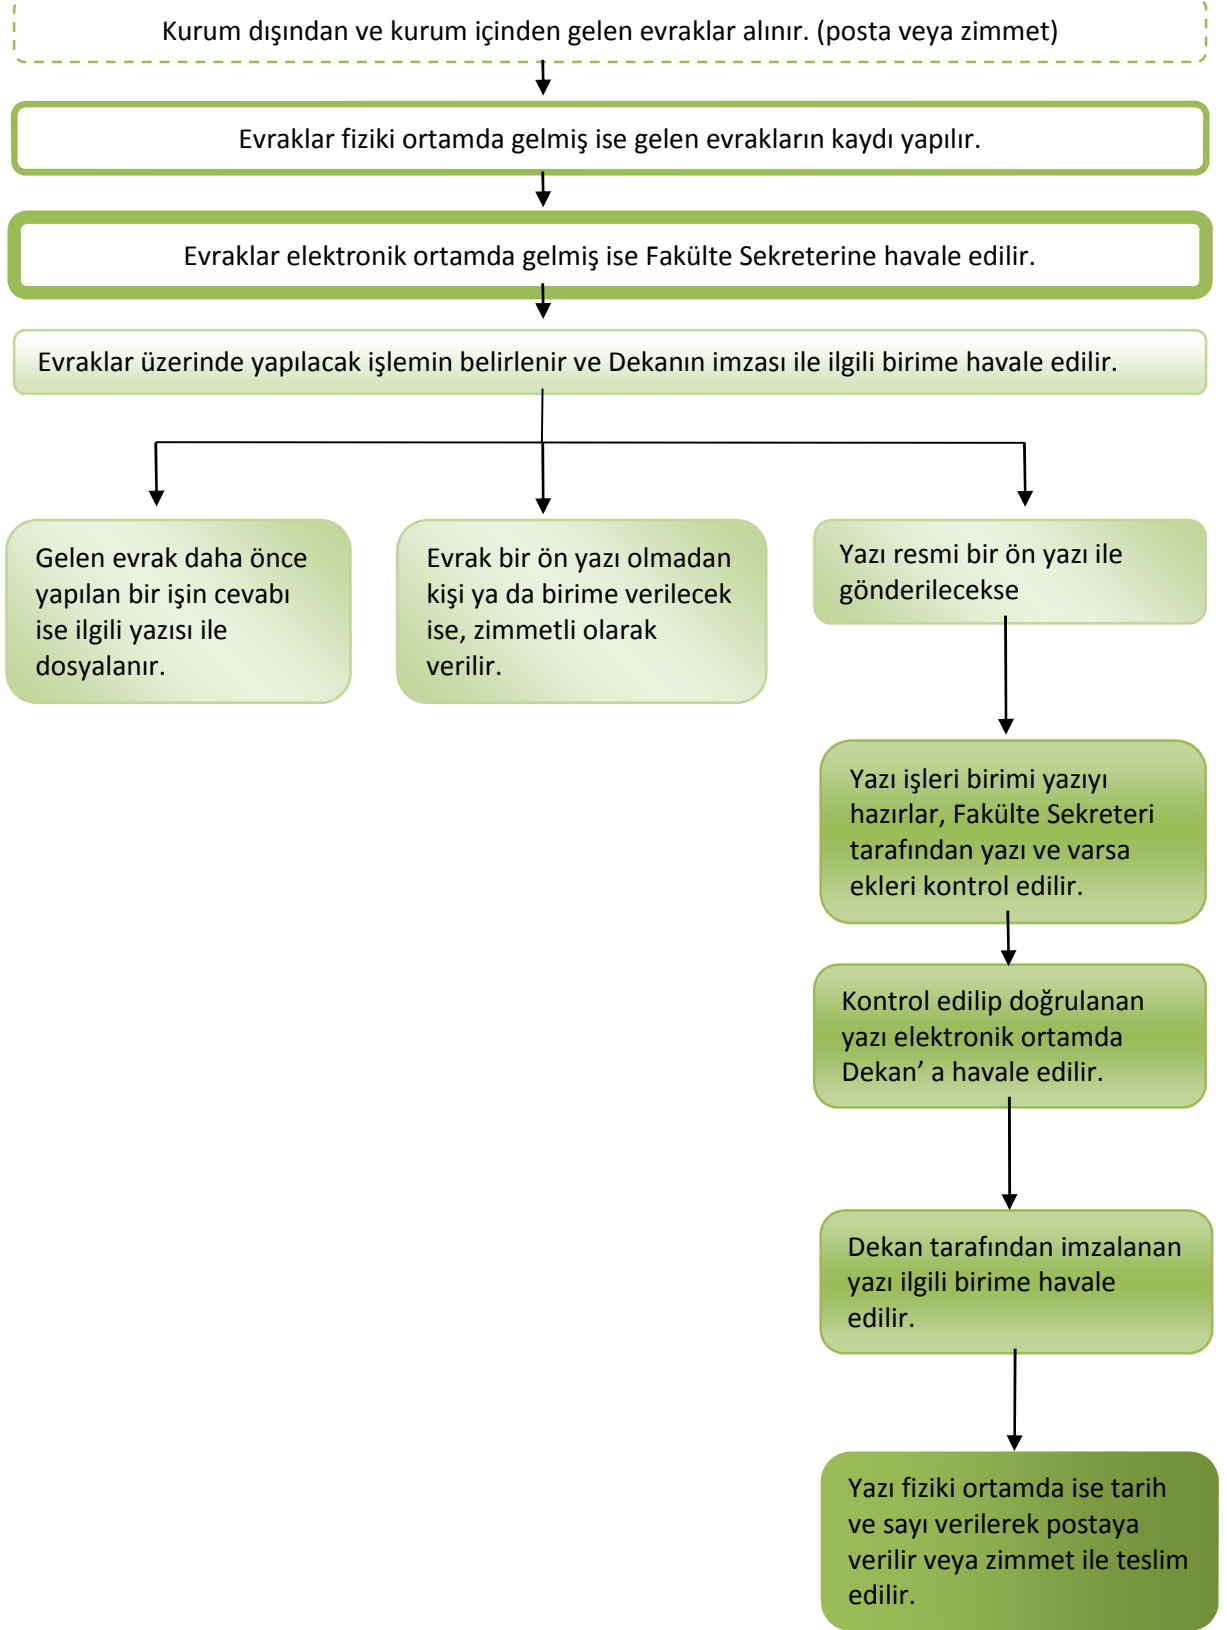 Kurum dışından ve kurum içinden gelen evraklar alınır. (posta veya zimmet)
Evraklar fiziki ortamda gelmiş ise gelen evrakların kaydı yapılır.
Evraklar elektronik ortamda gelmiş ise Fakülte Sekreterine havale edilir.
Evraklar üzerinde yapılacak işlemin belirlenir ve Dekanın imzası ile ilgili birime havale edilir.
Gelen evrak daha önce
yapılan bir işin cevabı
ise ilgili yazısı ile
dosyalanır.
Evrak bir ön yazı olmadan
kişi ya da birime verilecek
ise, zimmetli olarak
verilir.
Yazı resmi bir ön yazı ile
gönderilecekse
Yazı işleri birimi yazıyı
hazırlar, Fakülte Sekreteri
tarafından yazı ve varsa
ekleri kontrol edilir.
Kontrol edilip doğrulanan
yazı elektronik ortamda
Dekan’ a havale edilir.
Dekan tarafından imzalanan
yazı ilgili birime havale
edilir.
Yazı fiziki ortamda ise tarih
ve sayı verilerek postaya
verilir veya zimmet ile teslim
edilir.